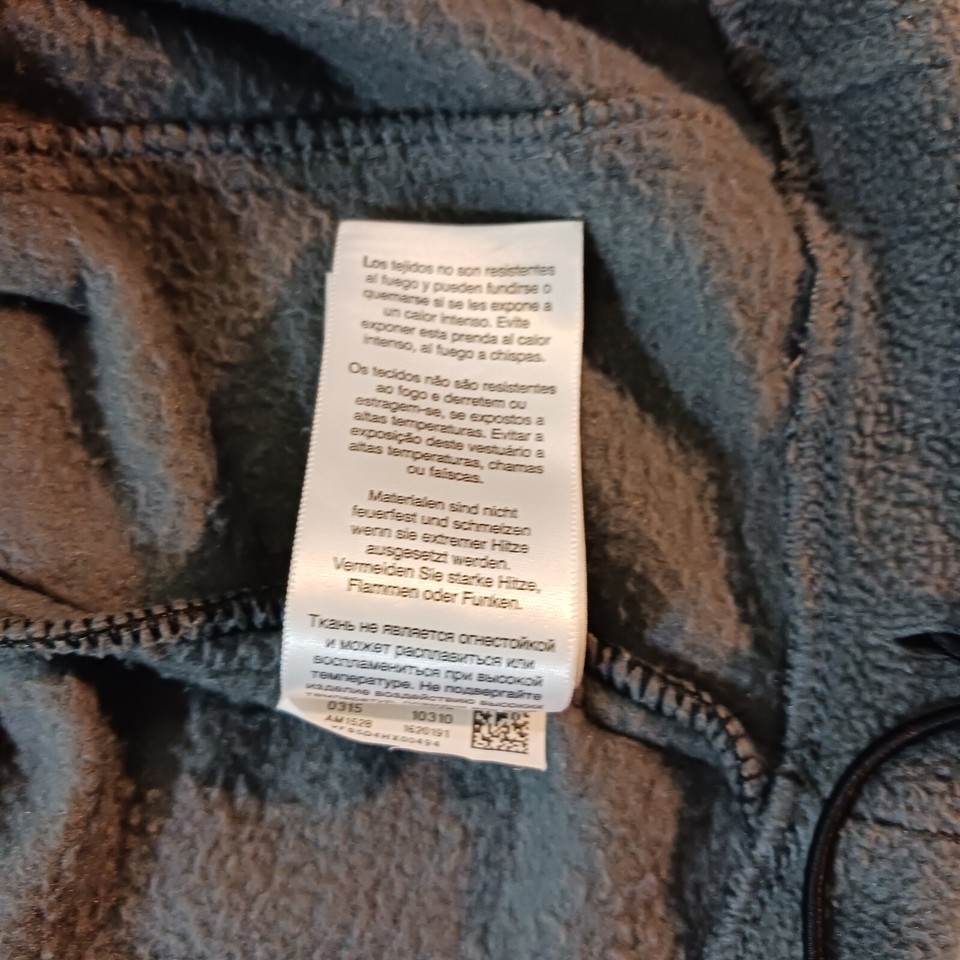 Los tejidos no son resistentes
al fuego y pueden fundirse o
quemarse si se les expone a
un calor intenso. Evite
exponer esta prenda al calor
intenso, al fuego a chispas.
Os tecidos não são resistentes
ao fogo e derretem ou
estragem-se, se expostos a
altas temperaturas. Evitar a
exposição deste vestuário a
altas temperaturas, chamas
ou faíscas.
Materialen sind nicht
feuerfest und schmelzen
wenn sie extremer Hitze
ausgesetzt werden.
Vermeiden Sie starke Hitze,
Flammen oder Funken.
Ткань не является огнестойкой
и может расплавиться или
воспламениться при высокой
температуре. Не подвергайте
изделие воздействию высоких
0315 10310
AM1528 1620191